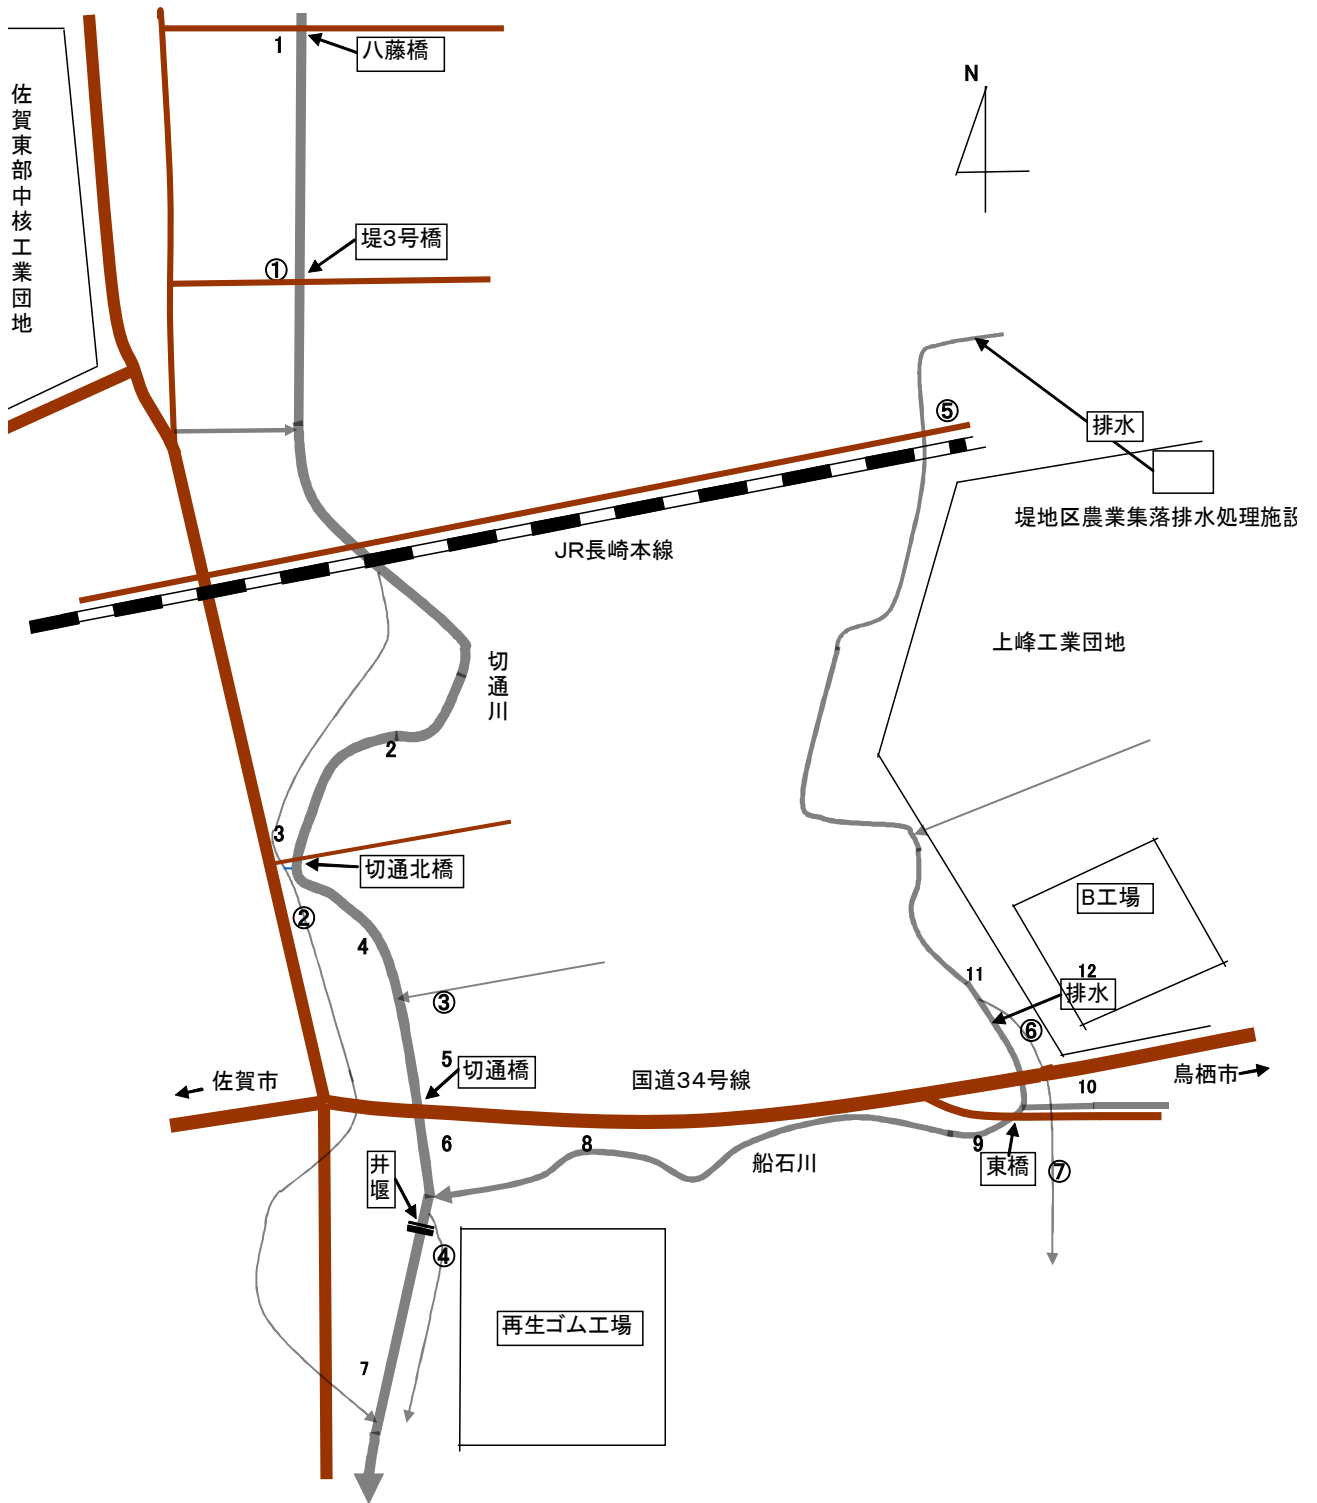 1
八藤橋
N
佐賀東部中核工業団地
堤3号橋
①
⑤
排水
堤地区農業集落排水処理施設
JR長崎本線
上峰工業団地
切通川
2
3
切通北橋
B工場
②
4
11
12
排水
③
⑥
5
切通橋
国道34号線
佐賀市
鳥栖市
10
6
8
9
井堰
船石川
東橋
⑦
④
再生ゴム工場
7